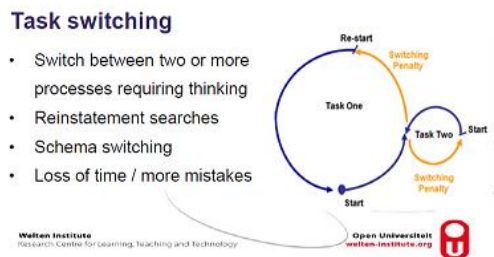 Task switching
• Switch between two or more
processes requiring thinking
• Reinstatement searches
• Schema switching
• Loss of time / more mistakes
Re-start
Switching
Penalty
Task One
Task Two
Start
Switching
Penalty
Start
Welten Institute
Research Centre for Learning, Teaching and Technology
Open Universiteit
welten-institute.org